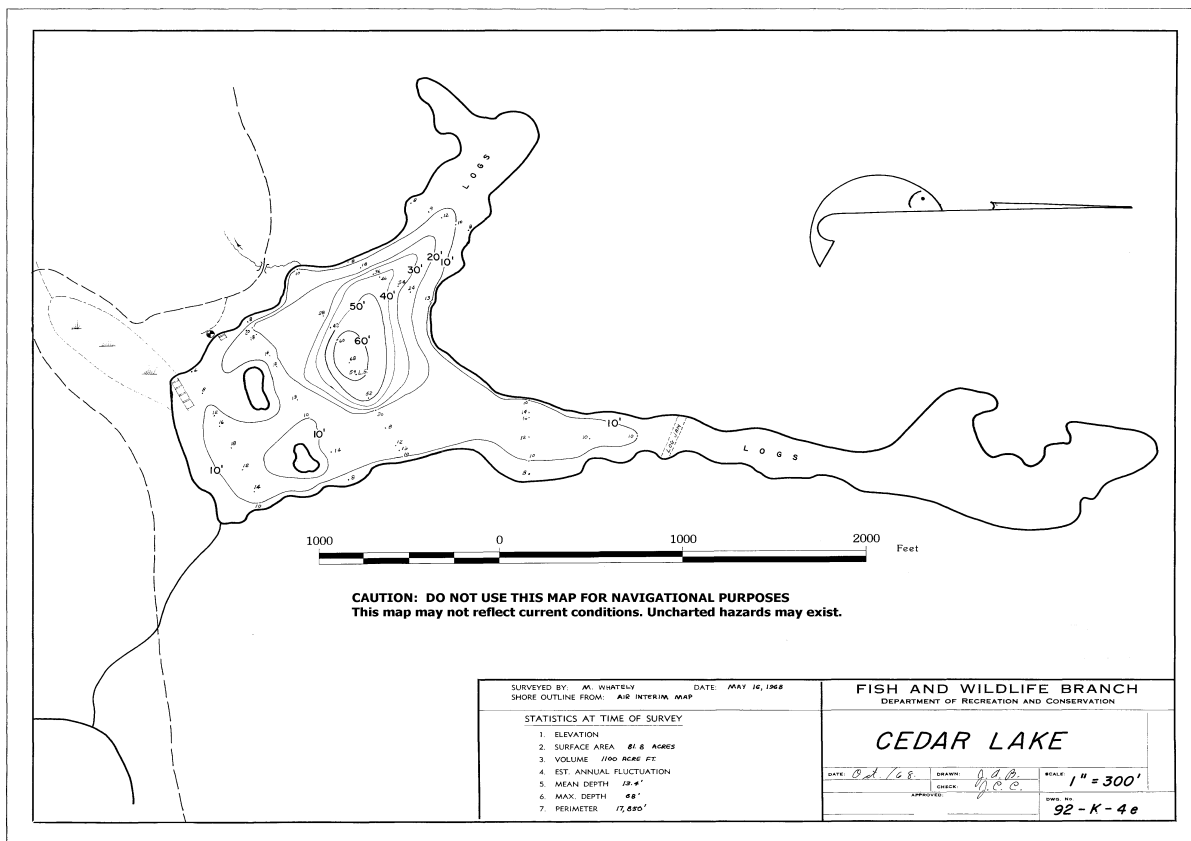 LOGS
20'
10'
30'
40'
50'
60'
10'
10'
10'
LOG JAM
LOGS
1000 0 1000 2000 Feet
CAUTION: DO NOT USE THIS MAP FOR NAVIGATIONAL PURPOSES
This map may not reflect current conditions. Uncharted hazards may exist.
SURVEYED BY: M. WHATELY DATE: MAY 16, 1968
SHORE OUTLINE FROM: AIR INTERIM MAP
STATISTICS AT TIME OF SURVEY
1. ELEVATION
2. SURFACE AREA 81.8 ACRES
3. VOLUME 1100 ACRE FT.
4. EST. ANNUAL FLUCTUATION
5. MEAN DEPTH 13.4'
6. MAX. DEPTH 68'
7. PERIMETER 17,850'
FISH AND WILDLIFE BRANCH
DEPARTMENT OF RECREATION AND CONSERVATION
CEDAR LAKE
DATE: Oct. /68. DRAWN: J.A.B. SCALE: 1" = 300'
CHECK: J.C.C.
APPROVED:
DWG. No. 92-K-4e